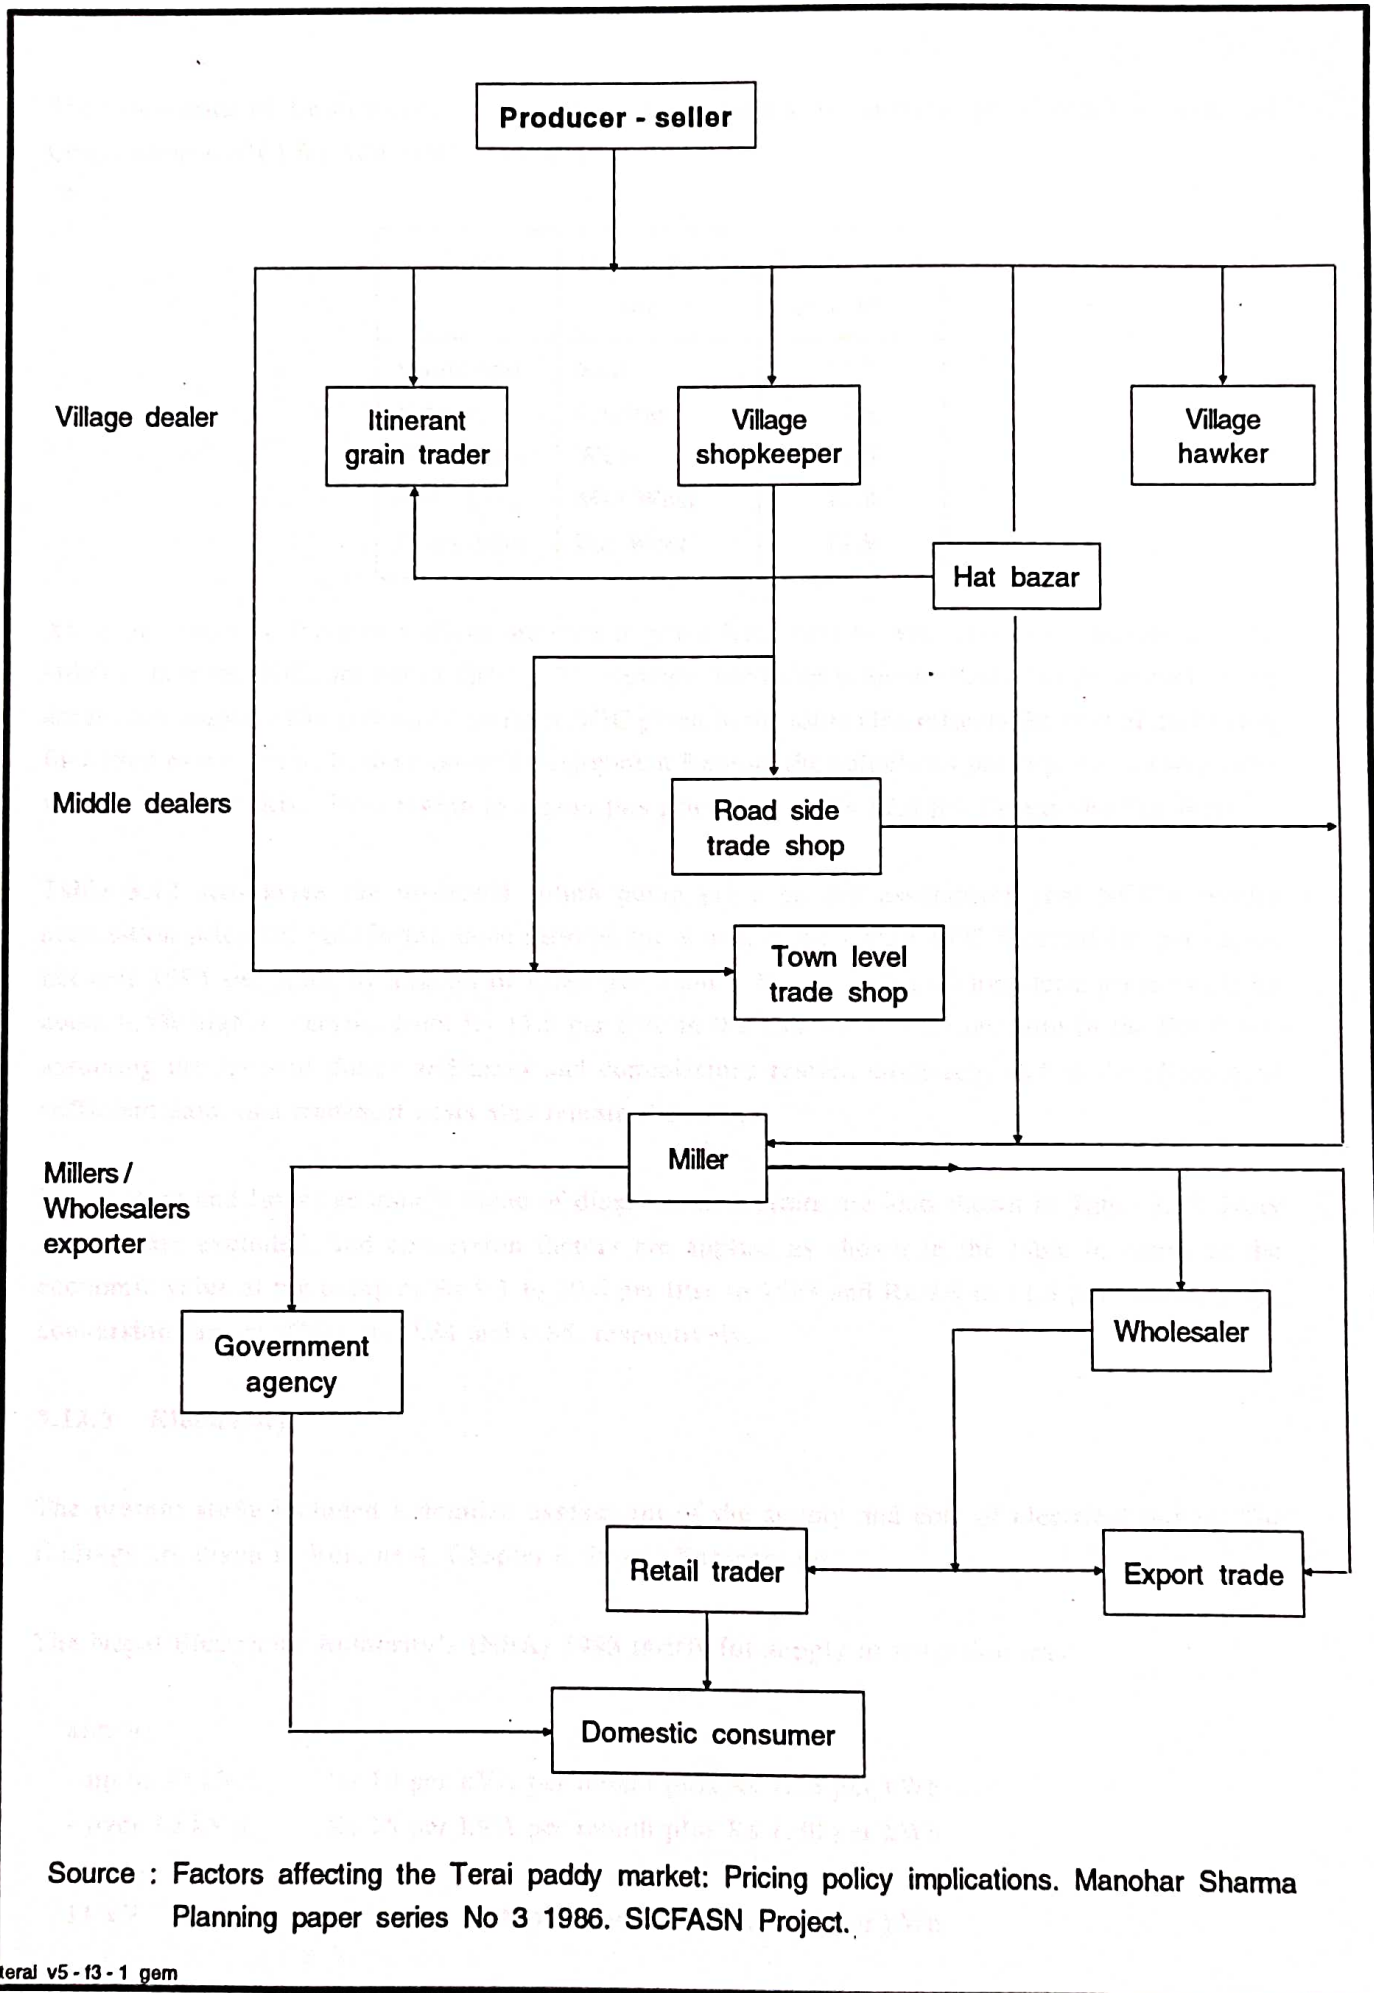 Producer - seller
Village dealer
Itinerant
grain trader
Village
shopkeeper
Village
hawker
Hat bazar
Middle dealers
Road side
trade shop
Town level
trade shop
Miller
Millers /
Wholesalers
exporter
Government
agency
Wholesaler
Retail trader
Export trade
Domestic consumer
Source : Factors affecting the Terai paddy market: Pricing policy implications. Manohar Sharma
Planning paper series No 3 1986. SICFASN Project.
teral v5 - f3 - 1 gem